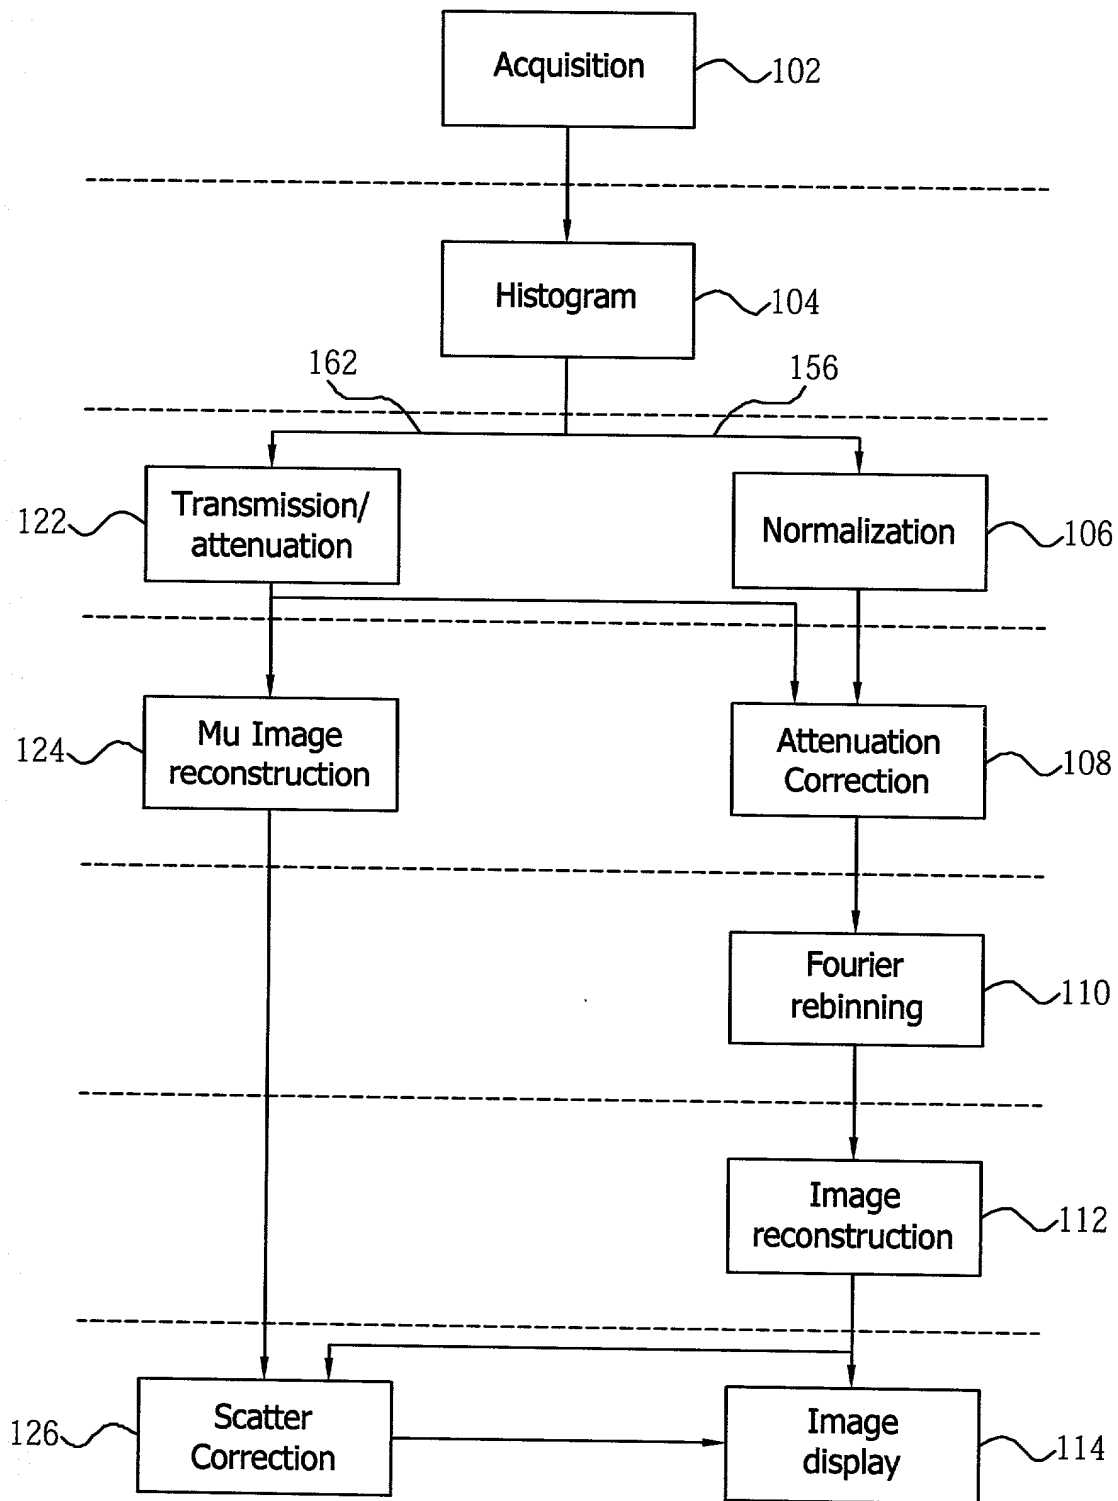 Acquisition
102
Histogram
104
162
156
Transmission/
attenuation
122
Normalization
106
Mu Image
reconstruction
124
Attenuation
Correction
108
Fourier
rebinning
110
Image
reconstruction
112
Scatter
Correction
126
Image
display
114